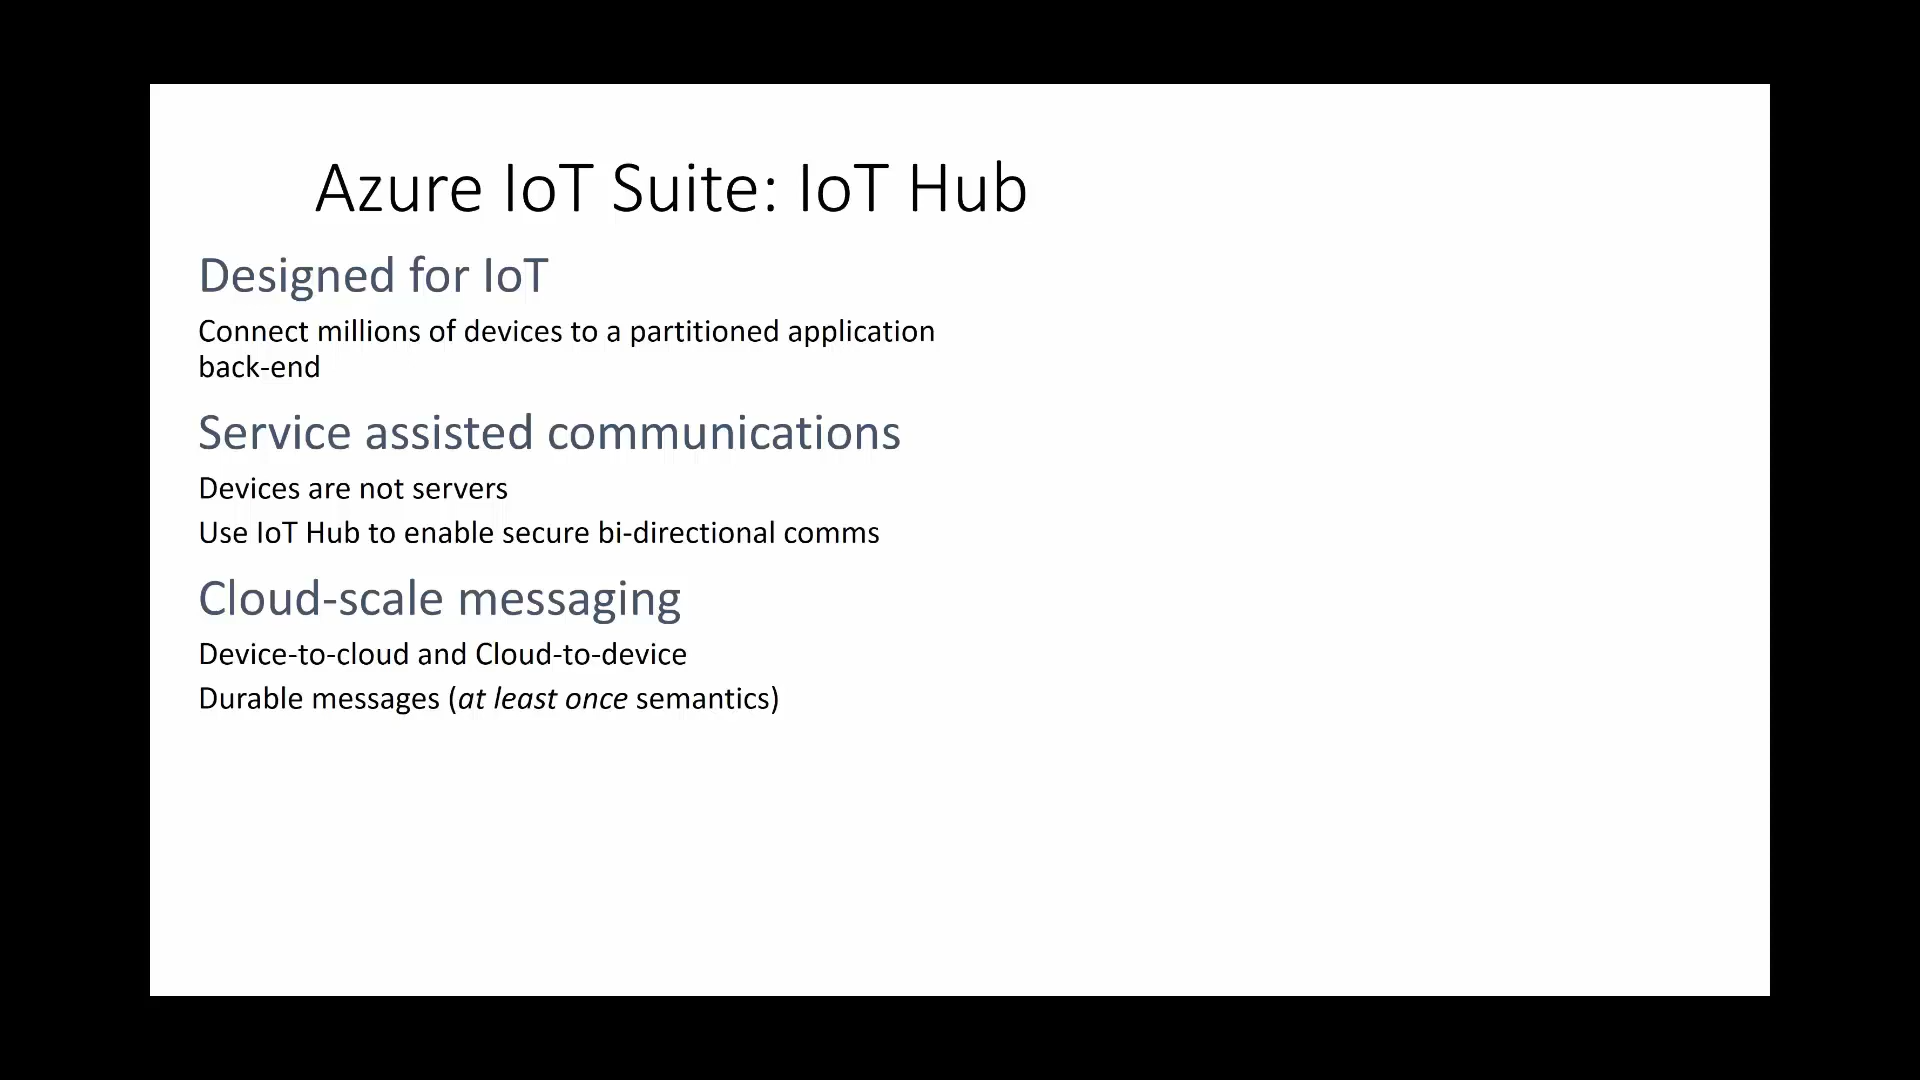 Azure IoT Suite: IoT Hub
Designed for IoT
Connect millions of devices to a partitioned application
back-end
Service assisted communications
Devices are not servers
Use IoT Hub to enable secure bi-directional comms
Cloud-scale messaging
Device-to-cloud and Cloud-to-device
Durable messages (at least once semantics)